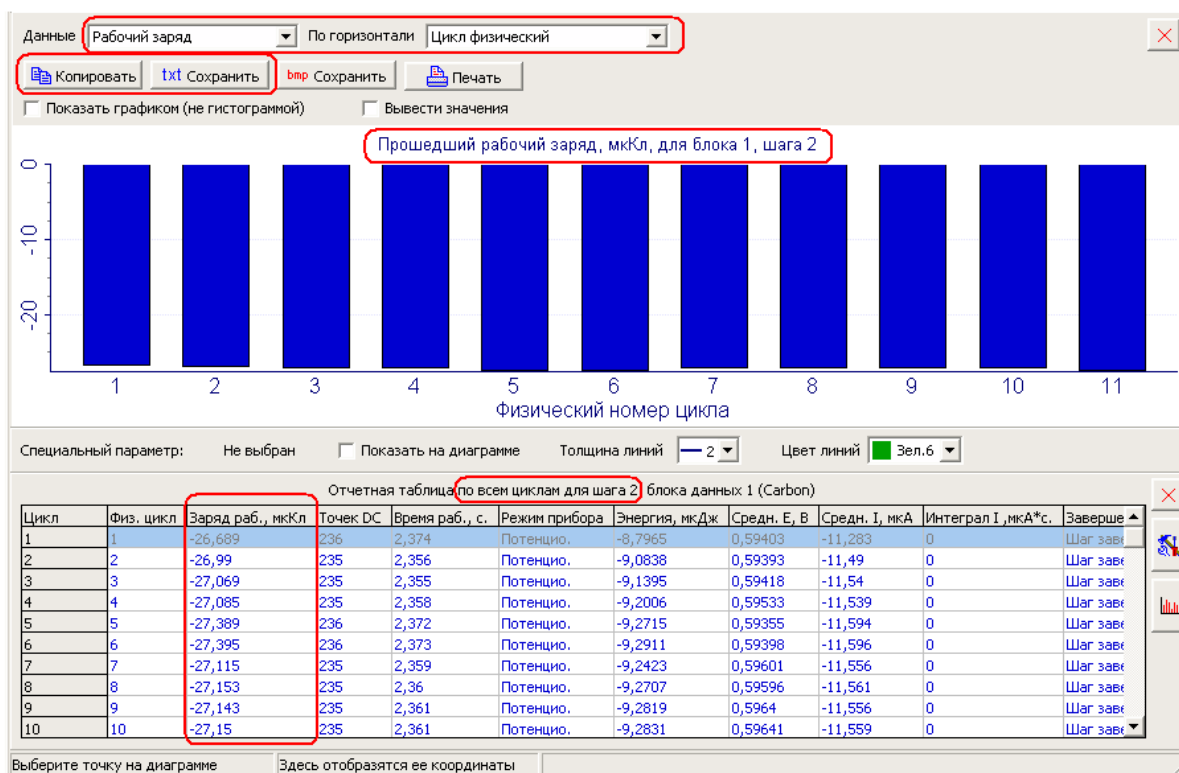 Данные Рабочий заряд По горизонтали Цикл физический
Копировать txt Сохранить bmp Сохранить Печать
Показать графиком (не гистограммой) Вывести значения
Прошедший рабочий заряд, мкКл, для блока 1, шага 2
0
-10
-20
1 2 3 4 5 6 7 8 9 10 11
Физический номер цикла
Специальный параметр: Не выбран Показать на диаграмме Толщина линий 2 Цвет линий Зел.6
Отчетная таблица по всем циклам для шага 2 блока данных 1 (Carbon)
Цикл Физ. цикл Заряд раб., мкКл Точек DC Время раб., с. Режим прибора Энергия, мкДж Средн. E, В Средн. I, мкА Интеграл I ,мкА*с. Заверше
1 1 -26,689 236 2,374 Потенцио. -8,7965 0,59403 -11,283 0 Шаг заве
2 2 -26,99 235 2,356 Потенцио. -9,0838 0,59393 -11,49 0 Шаг заве
3 3 -27,069 235 2,355 Потенцио. -9,1395 0,59418 -11,54 0 Шаг заве
4 4 -27,085 235 2,358 Потенцио. -9,2006 0,59533 -11,539 0 Шаг заве
5 5 -27,389 236 2,372 Потенцио. -9,2715 0,59355 -11,594 0 Шаг заве
6 6 -27,395 236 2,373 Потенцио. -9,2911 0,59398 -11,596 0 Шаг заве
7 7 -27,115 235 2,359 Потенцио. -9,2423 0,59601 -11,556 0 Шаг заве
8 8 -27,153 235 2,36 Потенцио. -9,2707 0,59596 -11,561 0 Шаг заве
9 9 -27,143 235 2,361 Потенцио. -9,2819 0,5964 -11,556 0 Шаг заве
10 10 -27,15 235 2,361 Потенцио. -9,2831 0,59641 -11,559 0 Шаг заве
Выберите точку на диаграмме Здесь отобразятся ее координаты